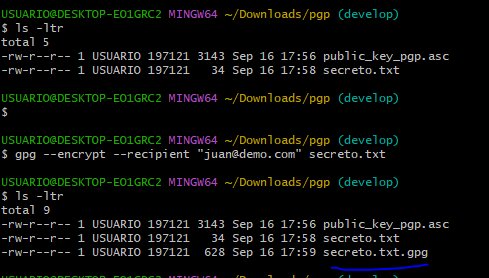 USUARIO@DESKTOP-EO1GRC2 MINGW64 ~/Downloads/pgp (develop)
$ ls -ltr
total 5
-rw-r--r-- 1 USUARIO 197121 3143 Sep 16 17:56 public_key_pgp.asc
-rw-r--r-- 1 USUARIO 197121   34 Sep 16 17:58 secreto.txt
USUARIO@DESKTOP-EO1GRC2 MINGW64 ~/Downloads/pgp (develop)
$
USUARIO@DESKTOP-EO1GRC2 MINGW64 ~/Downloads/pgp (develop)
$ gpg --encrypt --recipient "juan@demo.com" secreto.txt
USUARIO@DESKTOP-EO1GRC2 MINGW64 ~/Downloads/pgp (develop)
$ ls -ltr
total 9
-rw-r--r-- 1 USUARIO 197121 3143 Sep 16 17:56 public_key_pgp.asc
-rw-r--r-- 1 USUARIO 197121   34 Sep 16 17:58 secreto.txt
-rw-r--r-- 1 USUARIO 197121  628 Sep 16 17:59 secreto.txt.gpg